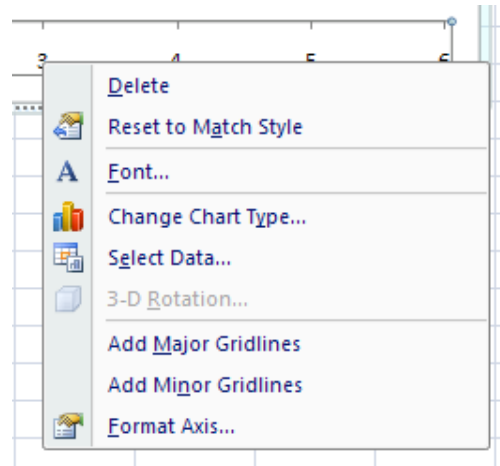 3 4 5 6
Delete
Reset to Match Style
Font...
Change Chart Type...
Select Data...
3-D Rotation...
Add Major Gridlines
Add Minor Gridlines
Format Axis...